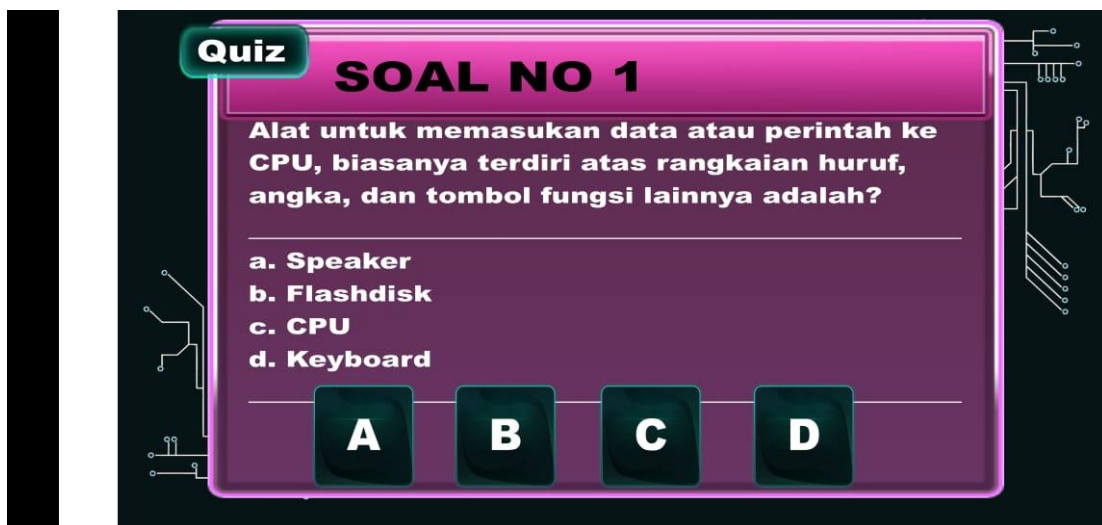 Quiz
SOAL NO 1
Alat untuk memasukan data atau perintah ke
CPU, biasanya terdiri atas rangkaian huruf,
angka, dan tombol fungsi lainnya adalah?
a. Speaker
b. Flashdisk
c. CPU
d. Keyboard
A B C D